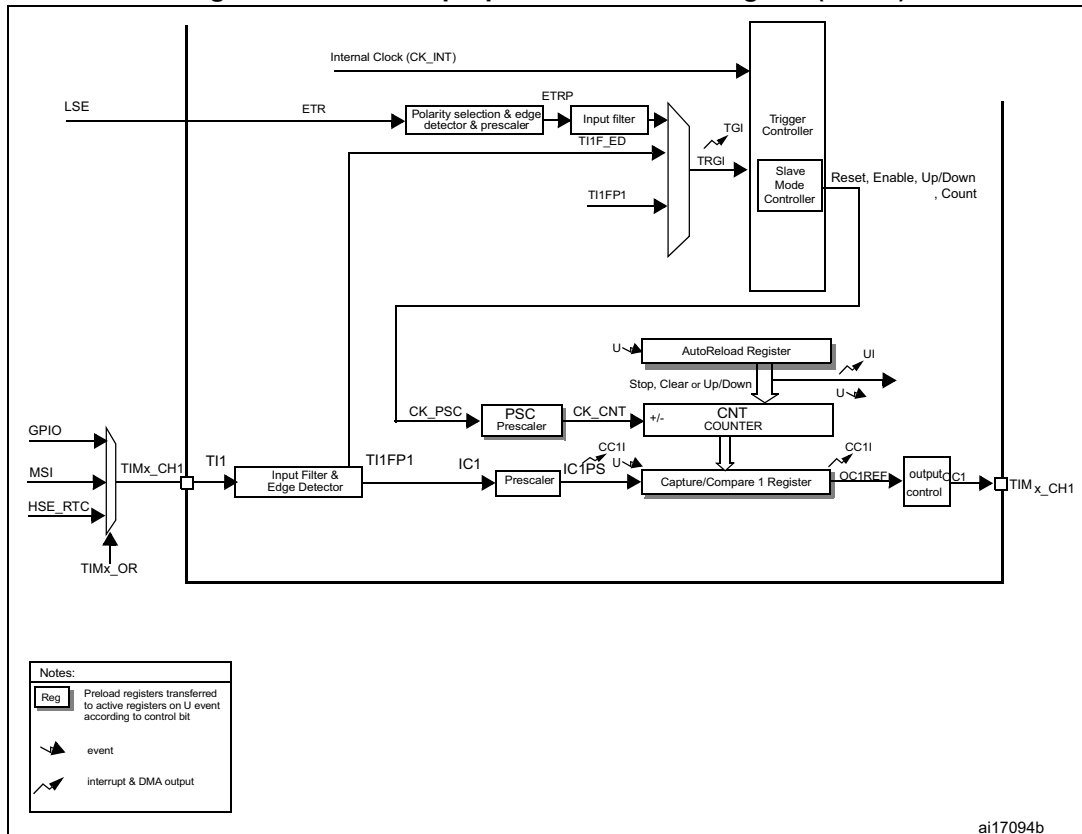 Internal Clock (CK_INT)
LSE
ETR
Polarity selection & edge
detector & prescaler
ETRP
Input filter
TI1F_ED
TI1FP1
TGI
TRGI
Trigger
Controller
Slave
Mode
Controller
Reset, Enable, Up/Down
, Count
U
AutoReload Register
UI
Stop, Clear or Up/Down
U
CK_PSC
PSC
Prescaler
CK_CNT
+/-
CNT
COUNTER
GPIO
MSI
HSE_RTC
TIMx_CH1
TIMx_OR
TI1
Input Filter &
Edge Detector
TI1FP1
IC1
Prescaler
IC1PS
CC1I
U
Capture/Compare 1 Register
CC1I
OC1REF
output
control
OC1
TIMx_CH1
Notes:
Reg
Preload registers transferred
to active registers on U event
according to control bit
event
interrupt & DMA output
ai17094b